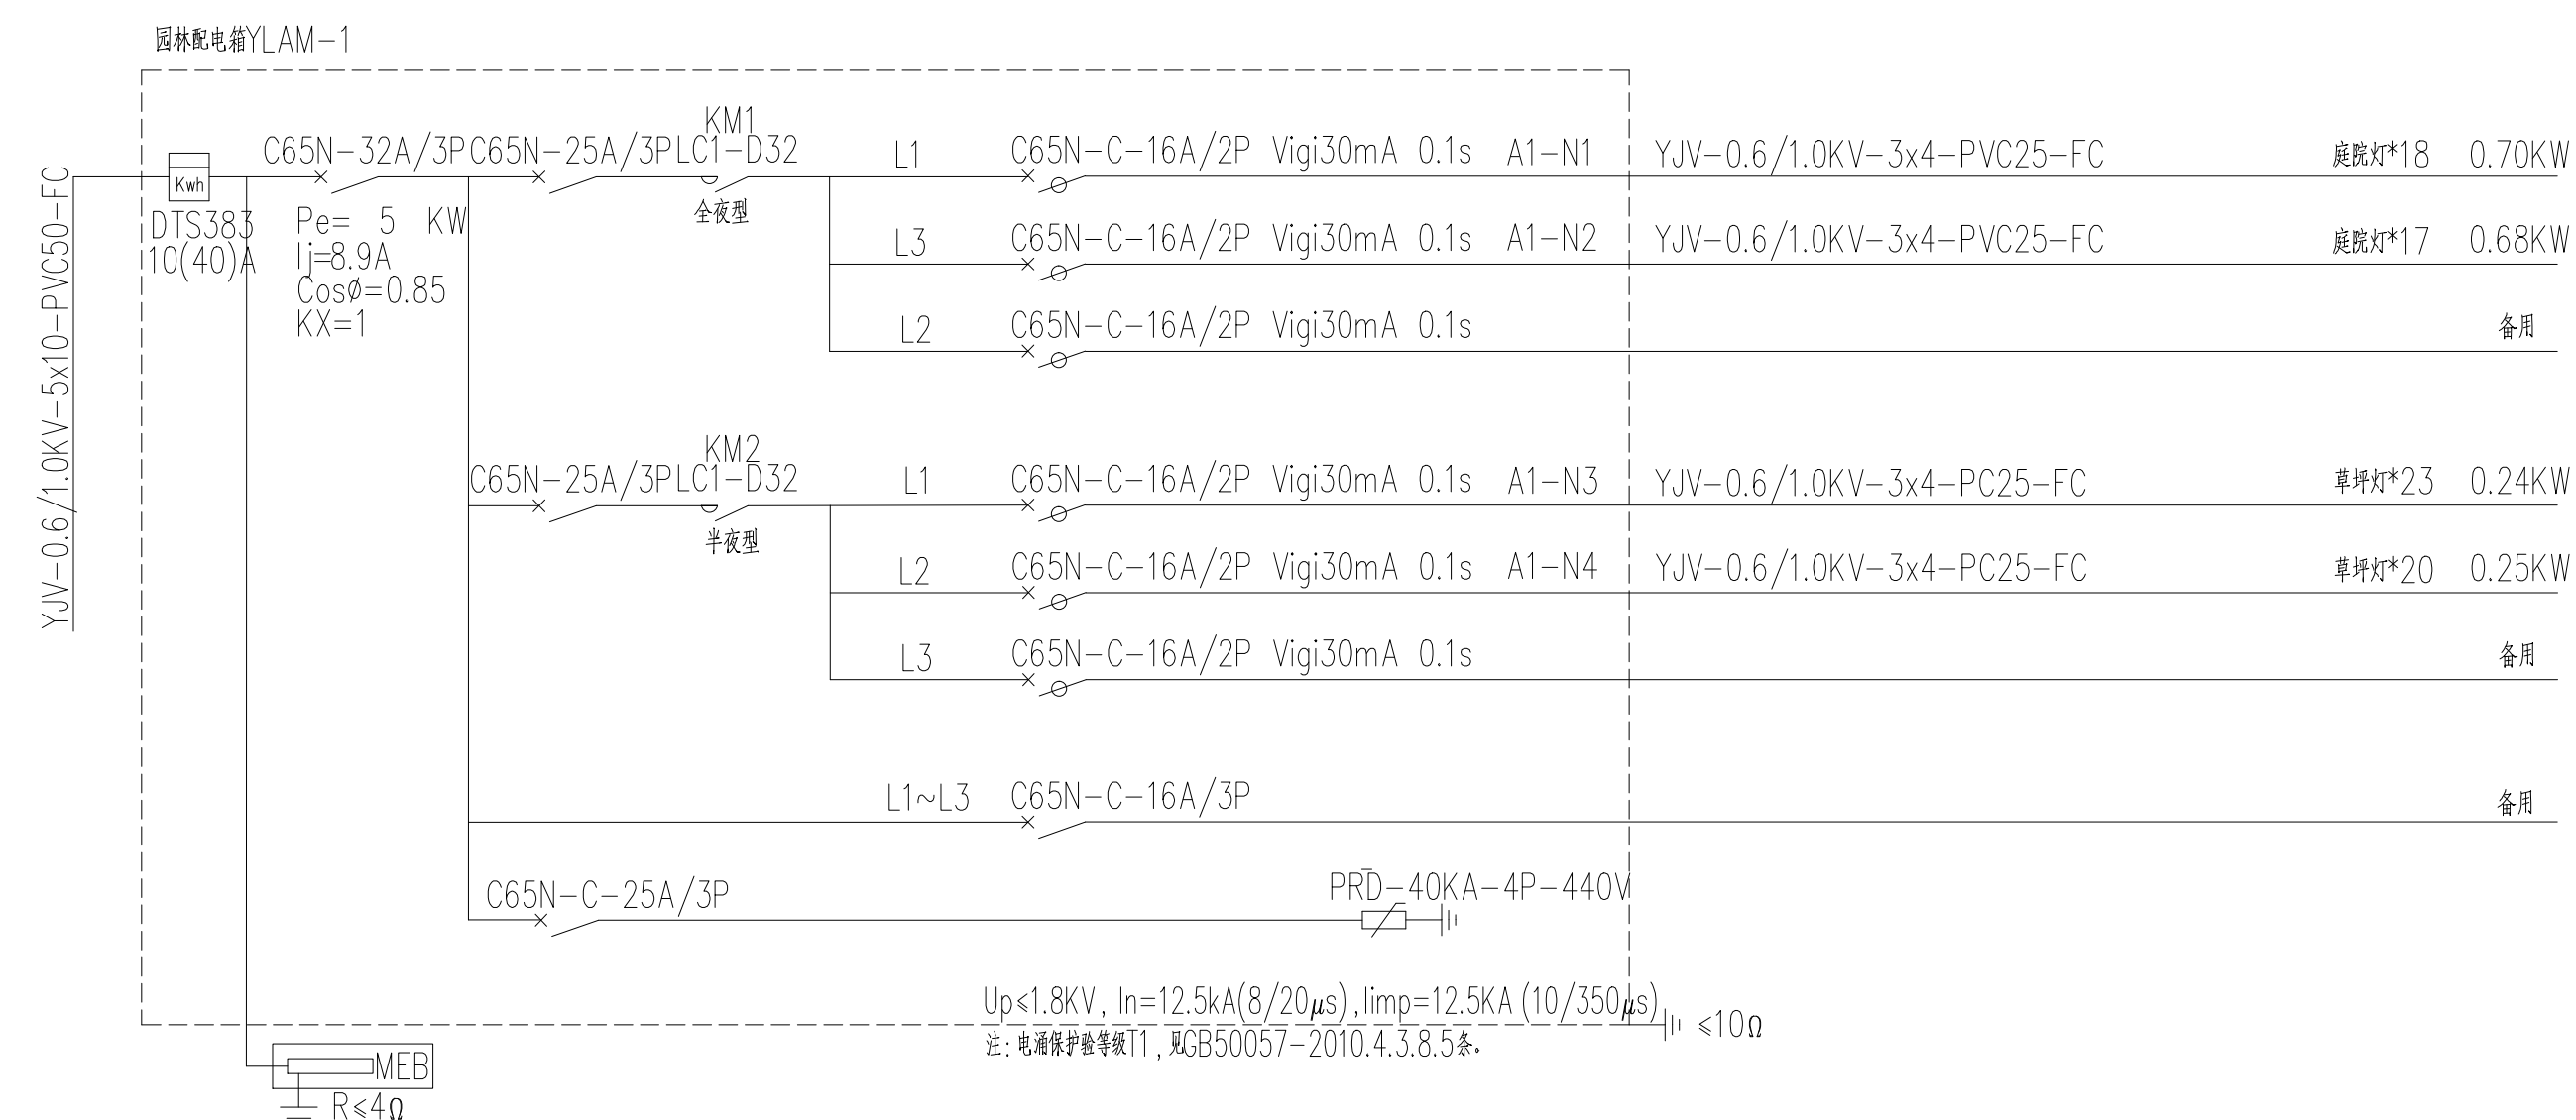 园林配电箱YLAM-1
YJV-0.6/1.0KV-5x10-PVC50-FC
Kwh
DTS383
10(40)A
C65N-32A/3P
Pe= 5 KW
Ij=8.9A
CosØ=0.85
KX=1
C65N-25A/3P
KM1
LC1-D32
全夜型
L1 C65N-C-16A/2P Vigi30mA 0.1s A1-N1 YJV-0.6/1.0KV-3x4-PVC25-FC 庭院灯*18 0.70KW
L3 C65N-C-16A/2P Vigi30mA 0.1s A1-N2 YJV-0.6/1.0KV-3x4-PVC25-FC 庭院灯*17 0.68KW
L2 C65N-C-16A/2P Vigi30mA 0.1s 备用
C65N-25A/3P
KM2
LC1-D32
半夜型
L1 C65N-C-16A/2P Vigi30mA 0.1s A1-N3 YJV-0.6/1.0KV-3x4-PC25-FC 草坪灯*23 0.24KW
L2 C65N-C-16A/2P Vigi30mA 0.1s A1-N4 YJV-0.6/1.0KV-3x4-PC25-FC 草坪灯*20 0.25KW
L3 C65N-C-16A/2P Vigi30mA 0.1s 备用
L1~L3 C65N-C-16A/3P 备用
C65N-C-25A/3P
PRD-40KA-4P-440V
Up≤1.8KV, In=12.5kA(8/20μs),Iimp=12.5KA(10/350μs)
注:电涌保护验等级T1,见GB50057-2010.4.3.8.5条。
≤10Ω
MEB
R≤4Ω